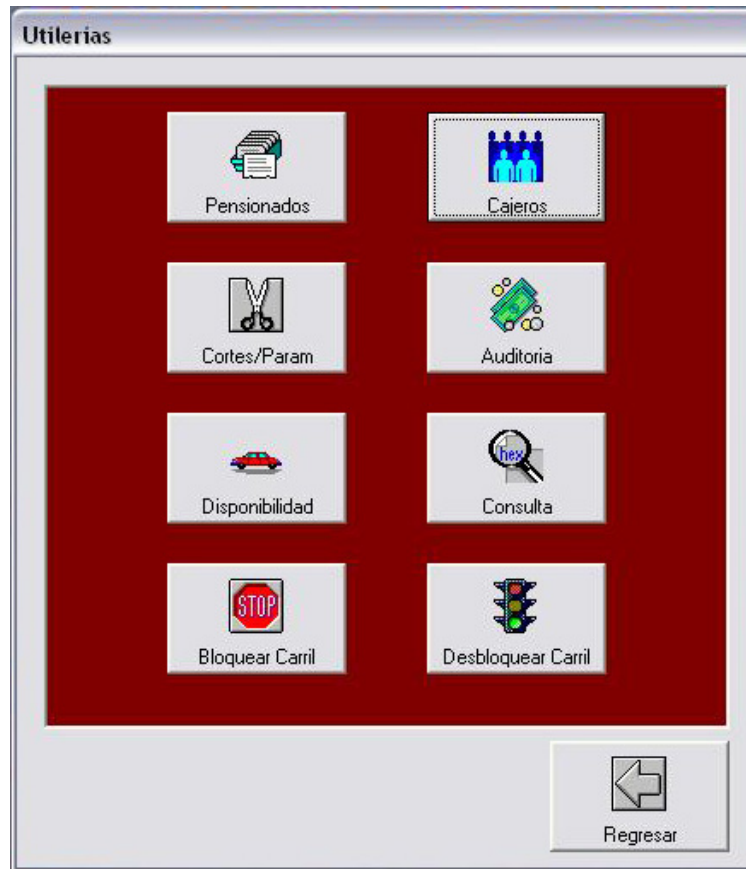 Utilerias
Pensionados
Cajeros
Cortes/Param
Auditoria
Disponibilidad
hex
Consulta
STOP
Bloquear Carril
Desbloquear Carril
Regresar